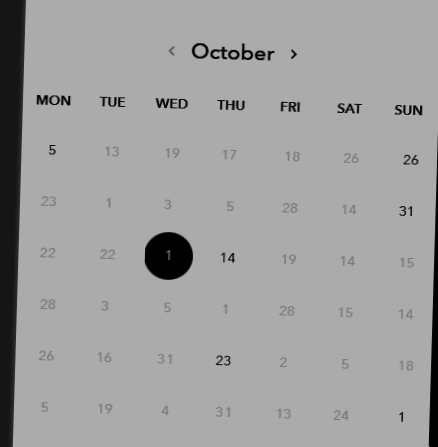 ‹ October ›
MON TUE WED THU FRI SAT SUN
5 13 19 17 18 26 26
23 1 3 5 28 14 31
22 22 1 14 19 14 15
28 3 5 1 28 15 14
26 16 31 23 2 5 18
5 19 4 31 13 24 1